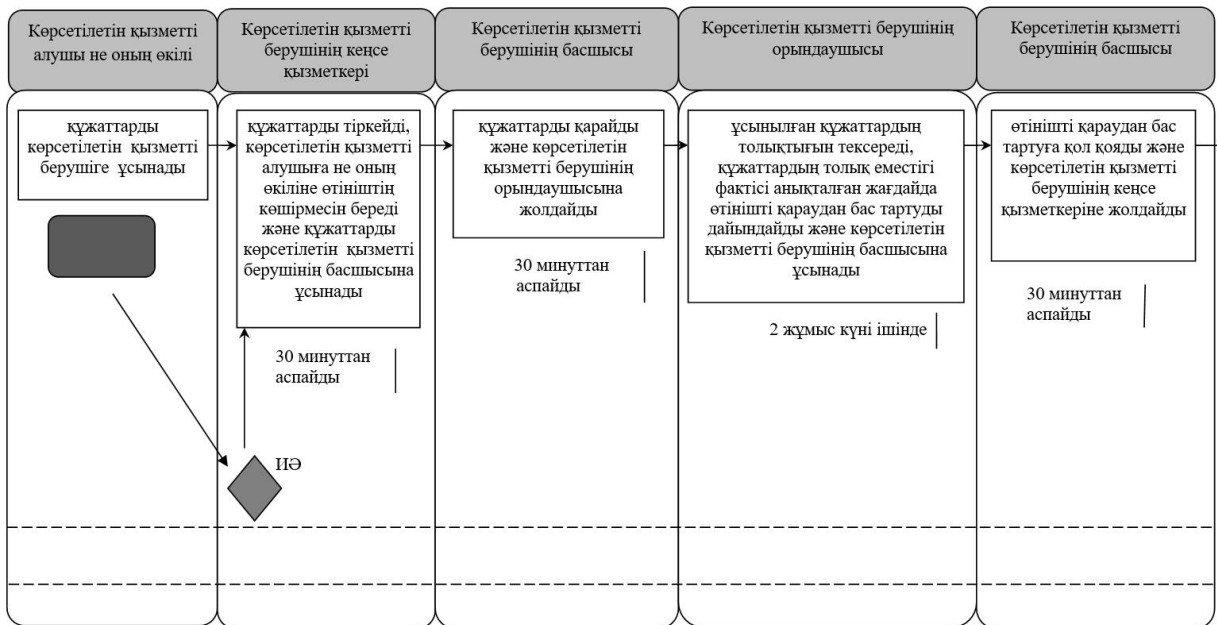 Көрсетілетін қызметті
алушы не оның өкілі
Көрсетілетін қызметті
берушінің кеңсе
қызметкері
Көрсетілетін қызметті
берушінің басшысы
Көрсетілетін қызметті берушінің
орындаушысы
Көрсетілетін қызметті
берушінің басшысы
құжаттарды
көрсетілетін қызметті
берушіге ұсынады
құжаттарды тіркейді,
көрсетілетін қызметті
алушыға не оның
өкіліне өтініштің
көшірмесін береді
және құжаттарды
көрсетілетін қызметті
берушінің басшысына
ұсынады
30 минуттан
аспайды
ИӘ
құжаттарды қарайды
және көрсетілетін
қызметті берушінің
орындаушысына
жолдайды
30 минуттан
аспайды
ұсынылған құжаттардың
толықтығын тексереді,
құжаттардың толық еместігі
фактісі анықталған жағдайда
өтінішті қараудан бас тартуды
дайындайды және көрсетілетін
қызметті берушінің басшысына
ұсынады
2 жұмыс күні ішінде
өтінішті қараудан бас
тартуға қол қояды және
көрсетілетін қызметті
берушінің кеңсе
қызметкеріне жолдайды
30 минуттан
аспайды